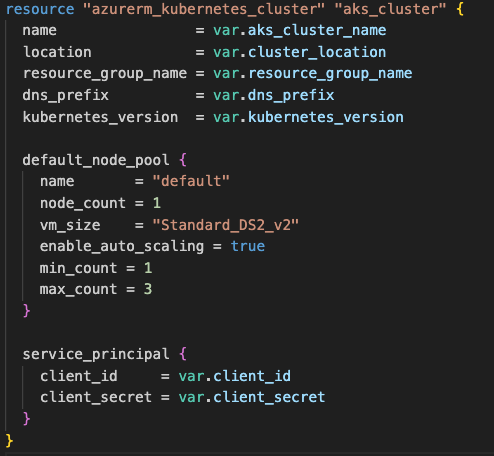 resource "azurerm_kubernetes_cluster" "aks_cluster" {
  name                = var.aks_cluster_name
  location            = var.cluster_location
  resource_group_name = var.resource_group_name
  dns_prefix          = var.dns_prefix
  kubernetes_version  = var.kubernetes_version

  default_node_pool {
    name       = "default"
    node_count = 1
    vm_size    = "Standard_DS2_v2"
    enable_auto_scaling = true
    min_count = 1
    max_count = 3
  }

  service_principal {
    client_id     = var.client_id
    client_secret = var.client_secret
  }
}